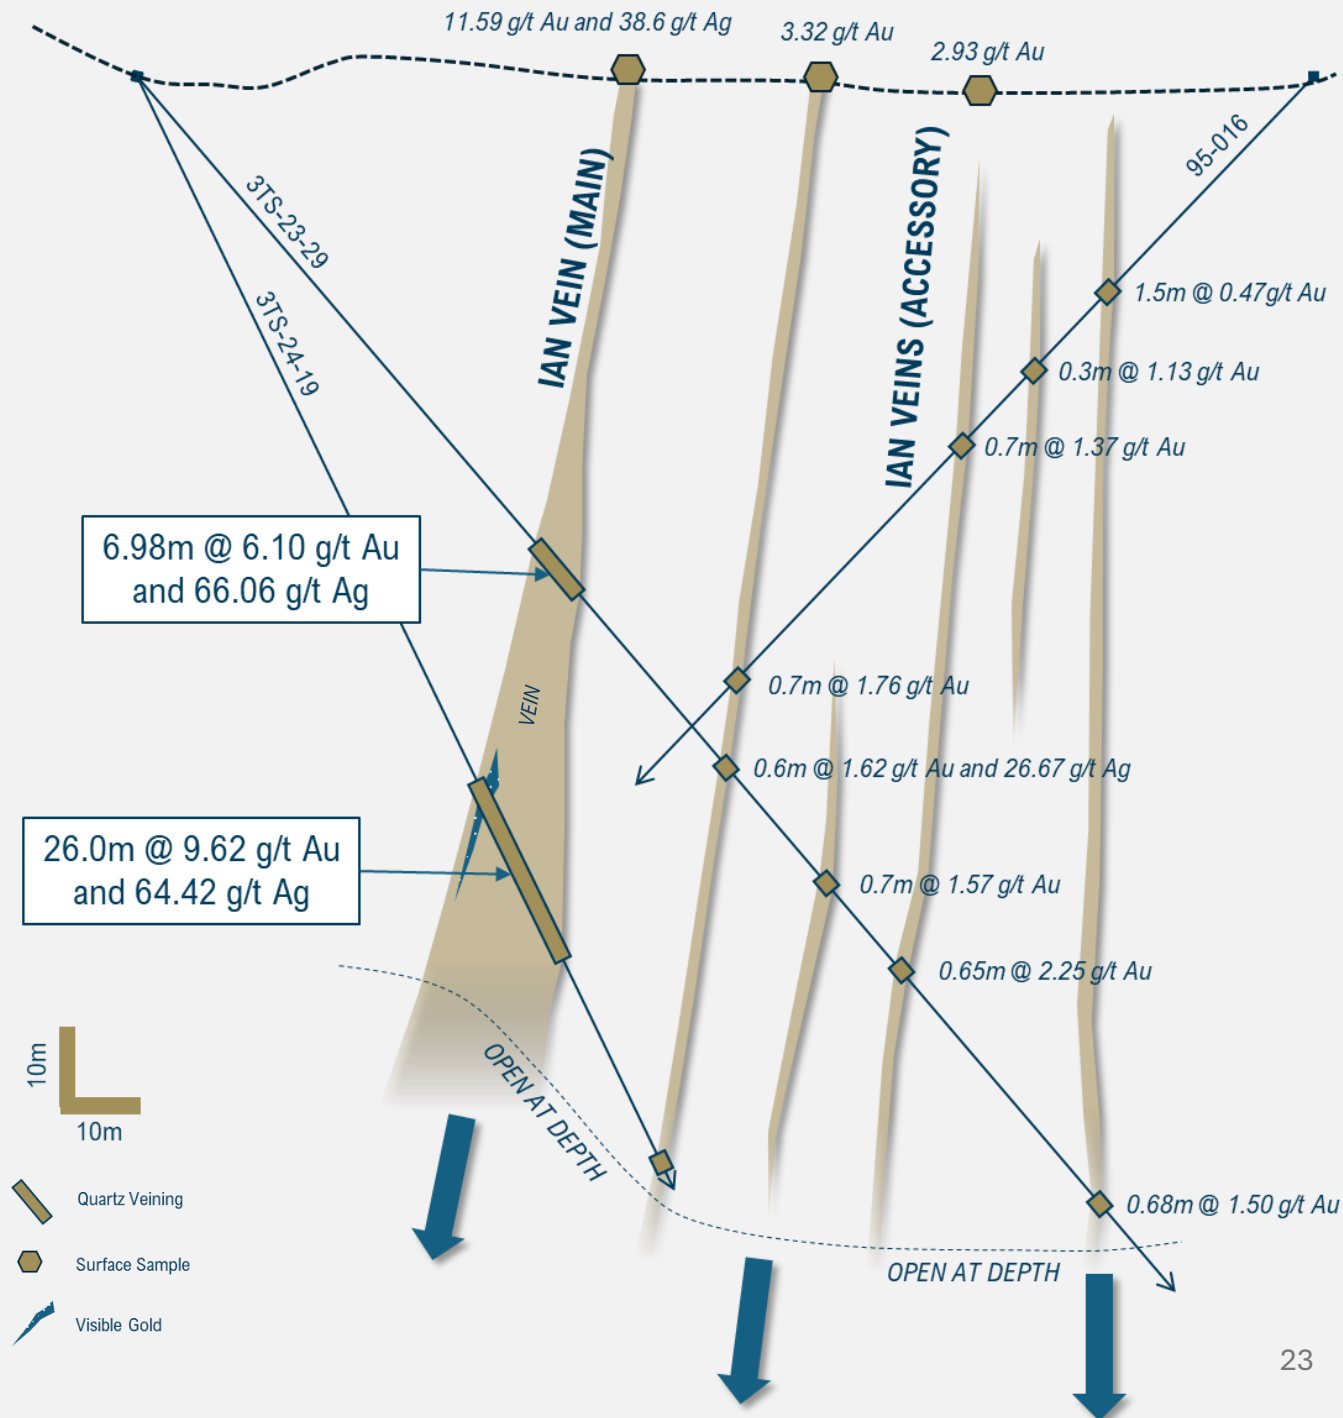 11.59 g/t Au and 38.6 g/t Ag
3.32 g/t Au
2.93 g/t Au
95-016
3TS-23-29
3TS-24-19
IAN VEIN (MAIN)
IAN VEINS (ACCESSORY)
1.5m @ 0.47g/t Au
0.3m @ 1.13 g/t Au
0.7m @ 1.37 g/t Au
6.98m @ 6.10 g/t Au
and 66.06 g/t Ag
VEIN
0.7m @ 1.76 g/t Au
0.6m @ 1.62 g/t Au and 26.67 g/t Ag
26.0m @ 9.62 g/t Au
and 64.42 g/t Ag
0.7m @ 1.57 g/t Au
0.65m @ 2.25 g/t Au
10m
10m
OPEN AT DEPTH
Quartz Veining
0.68m @ 1.50 g/t Au
Surface Sample
OPEN AT DEPTH
Visible Gold
23